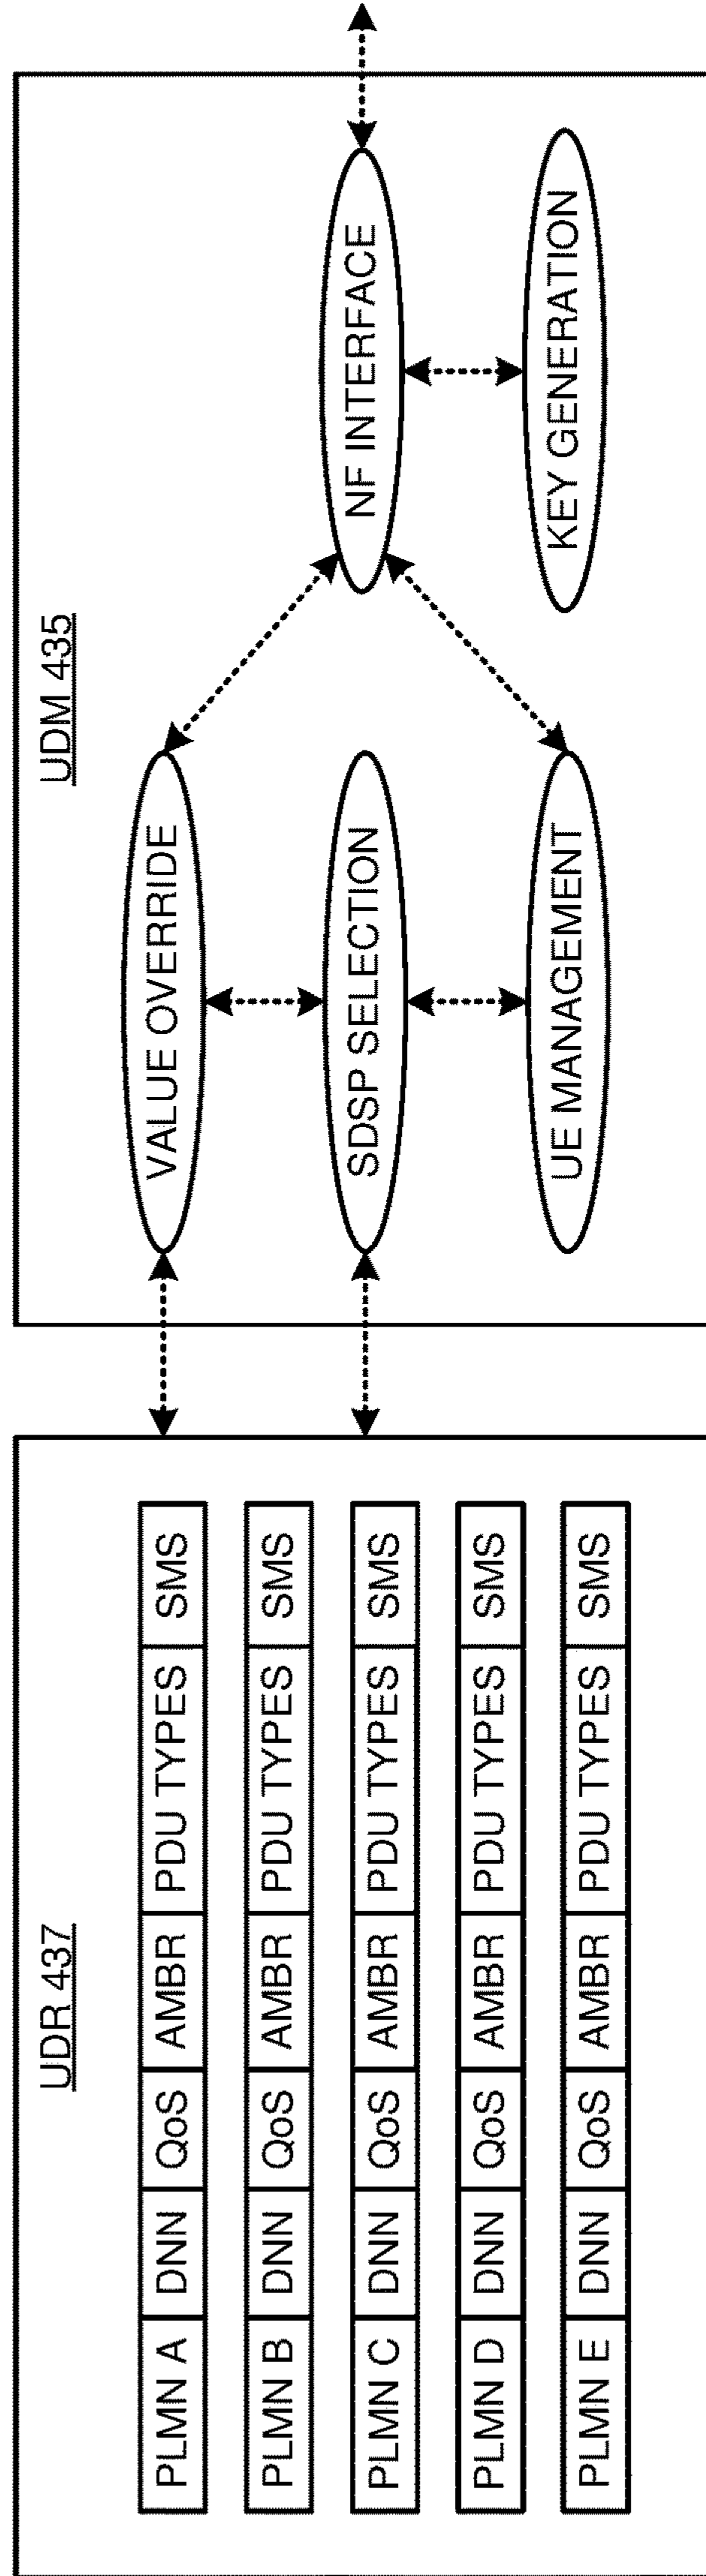 UDR 437
PLMN A DNN QoS AMBR PDU TYPES SMS
PLMN B DNN QoS AMBR PDU TYPES SMS
PLMN C DNN QoS AMBR PDU TYPES SMS
PLMN D DNN QoS AMBR PDU TYPES SMS
PLMN E DNN QoS AMBR PDU TYPES SMS
UDM 435
VALUE OVERRIDE
SDSP SELECTION
UE MANAGEMENT
NF INTERFACE
KEY GENERATION